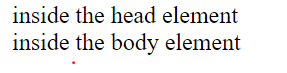 inside the head element
inside the body element